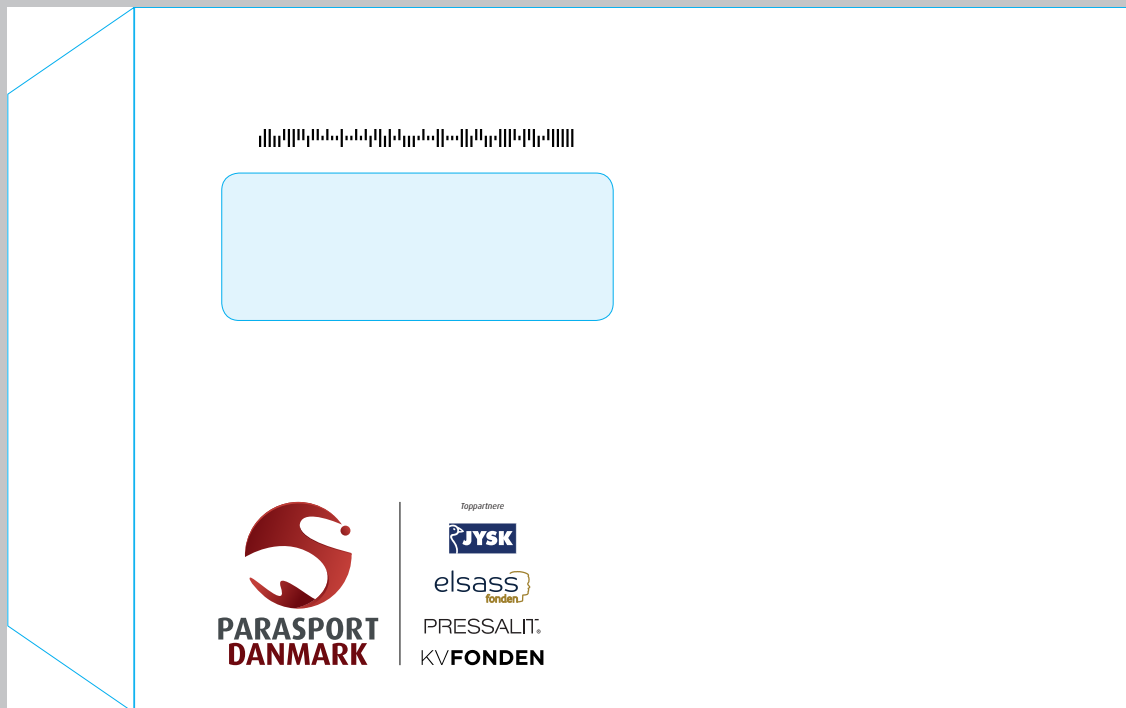 Toppartnere
JYSK
elsass
fonden
PRESSALIT®
KVFONDEN
PARASPORT
DANMARK